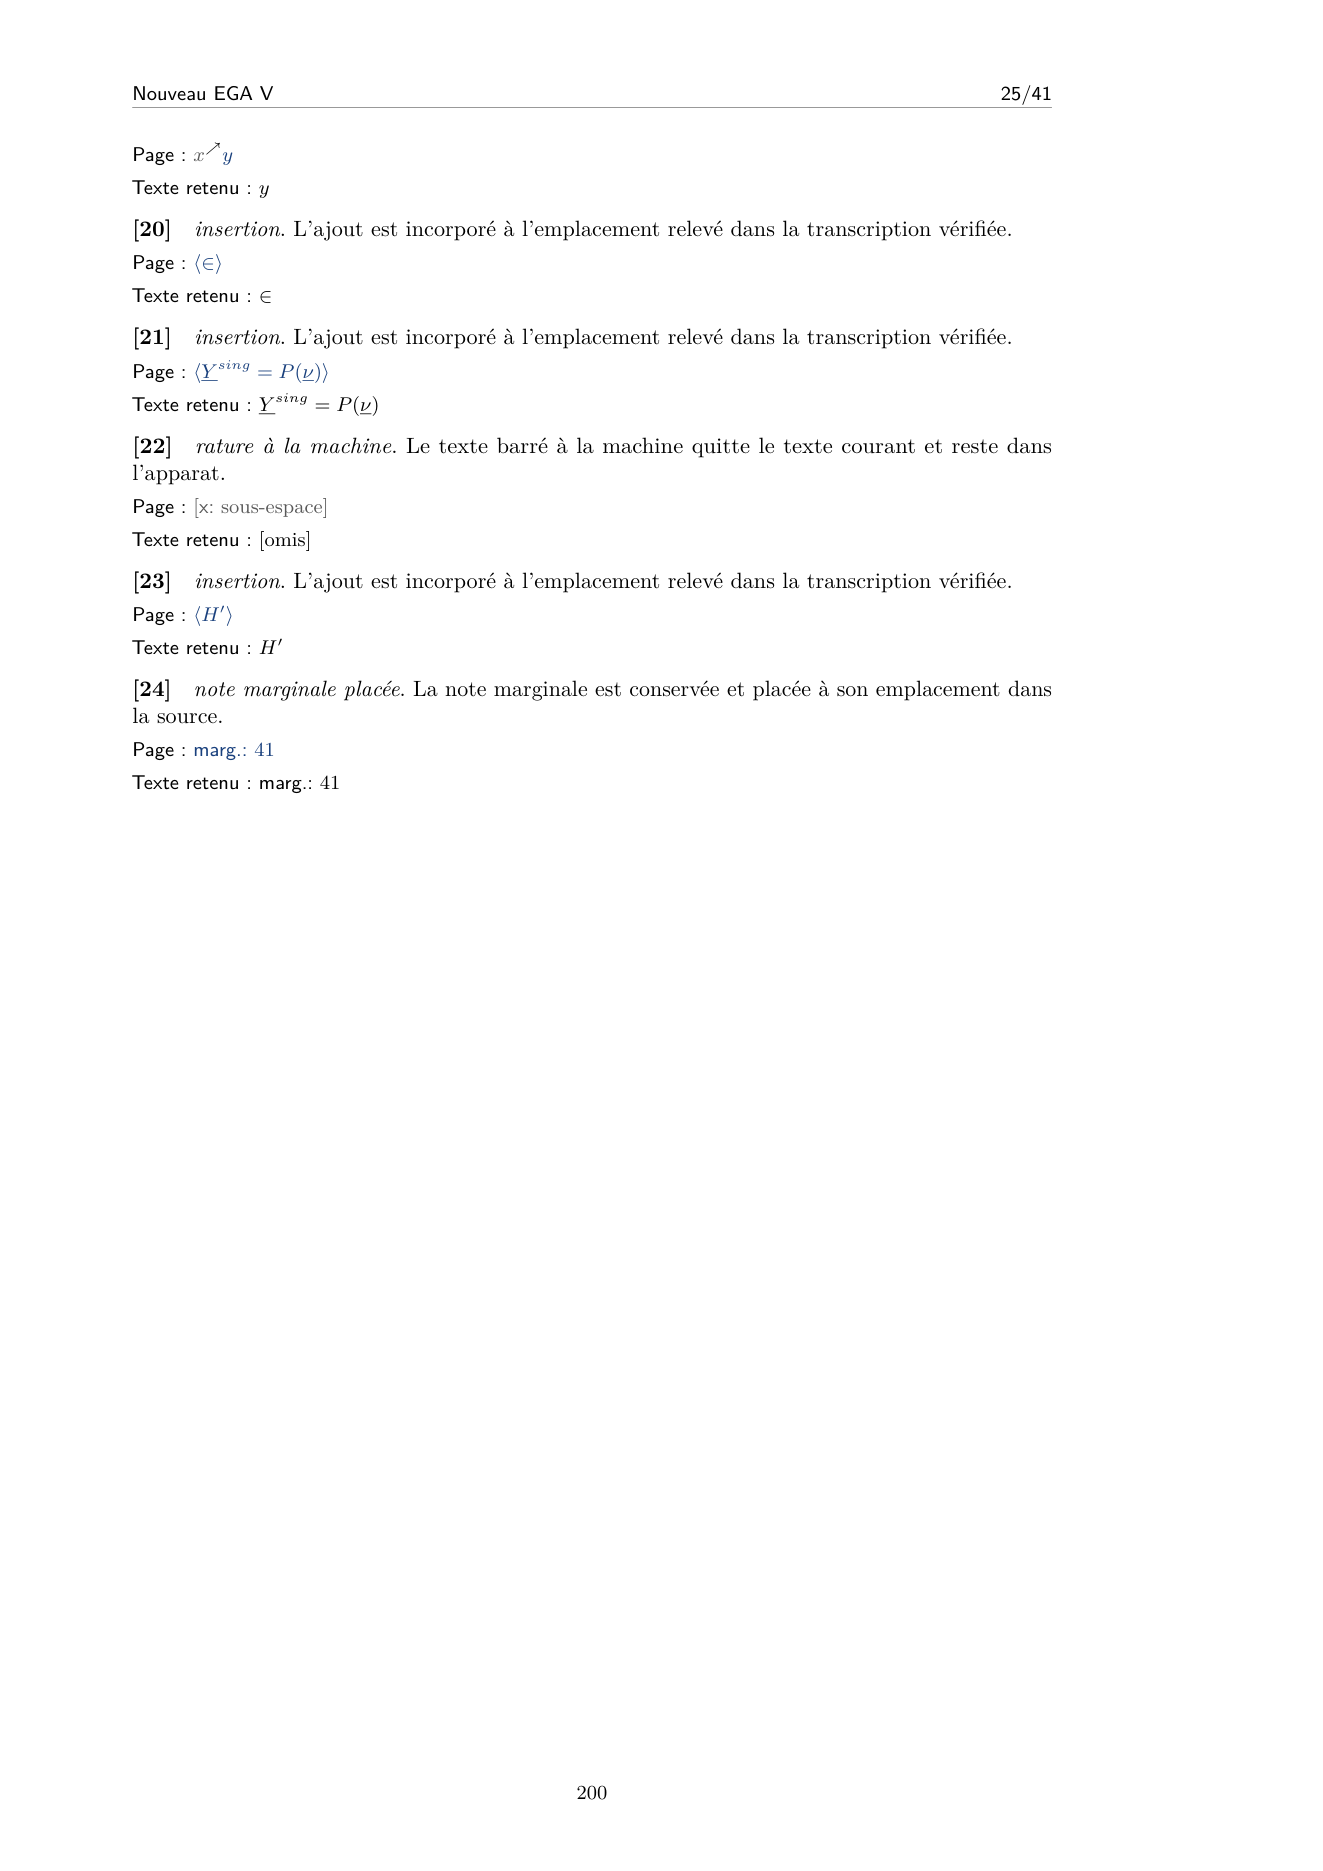 Nouveau EGA V 25/41
Page : x↗y
Texte retenu : y
[20] insertion. L'ajout est incorporé à l'emplacement relevé dans la transcription vérifiée.
Page : ⟨∈⟩
Texte retenu : ∈
[21] insertion. L'ajout est incorporé à l'emplacement relevé dans la transcription vérifiée.
Page : ⟨<u>Y</u>^{sing} = P(<u>ν</u>)⟩
Texte retenu : <u>Y</u>^{sing} = P(<u>ν</u>)
[22] rature à la machine. Le texte barré à la machine quitte le texte courant et reste dans
l'apparat.
Page : [x: sous-espace]
Texte retenu : [omis]
[23] insertion. L'ajout est incorporé à l'emplacement relevé dans la transcription vérifiée.
Page : ⟨H′⟩
Texte retenu : H′
[24] note marginale placée. La note marginale est conservée et placée à son emplacement dans
la source.
Page : marg.: 41
Texte retenu : marg.: 41
200